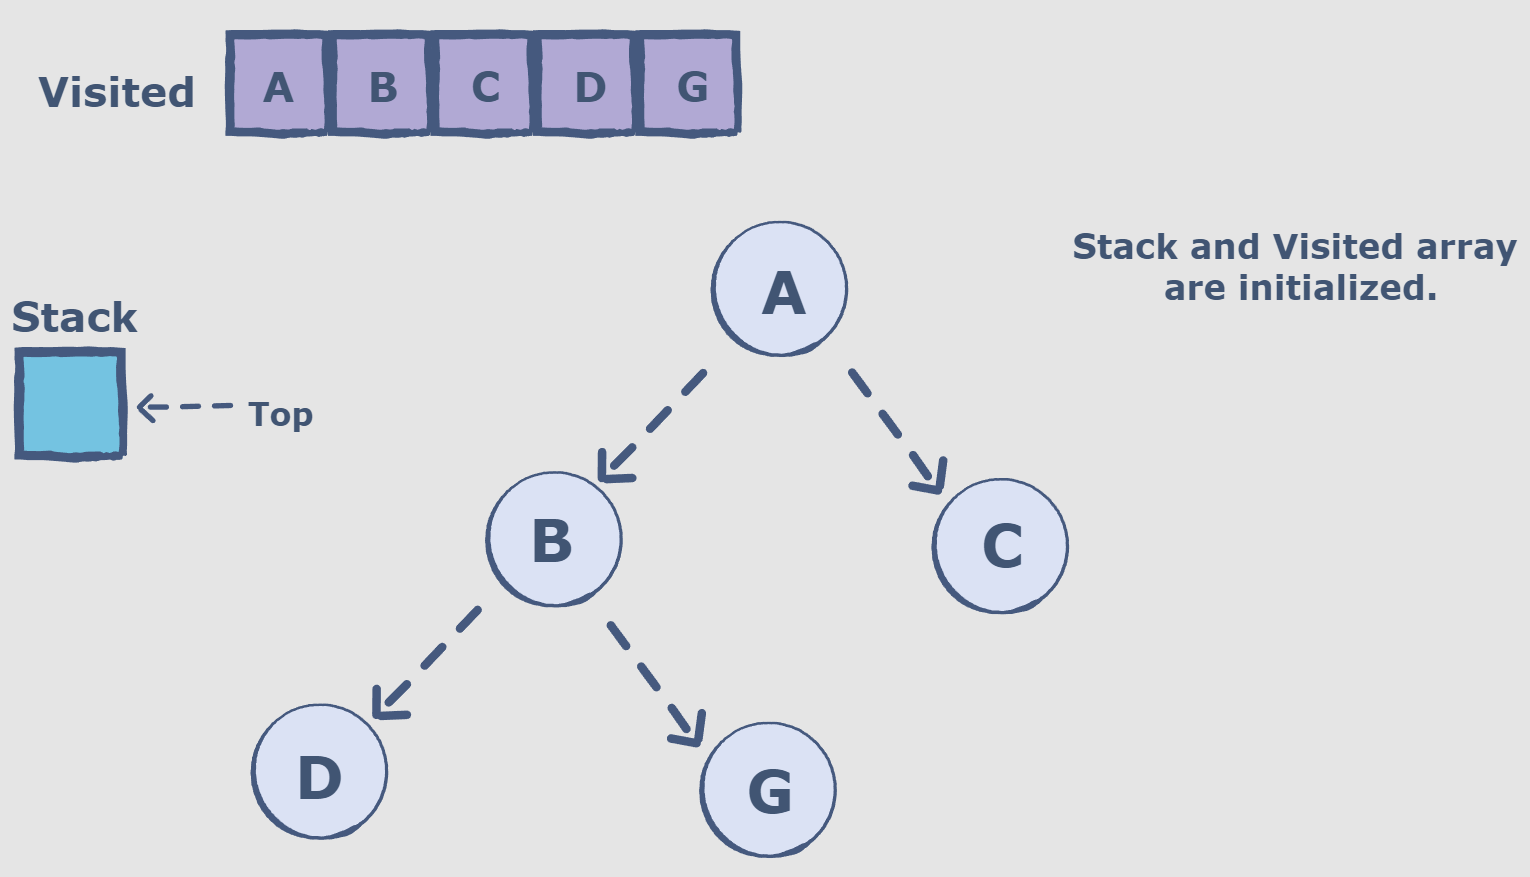 Visited
A B C D G
A
Stack and Visited array
are initialized.
Stack
Top
B
C
D
G